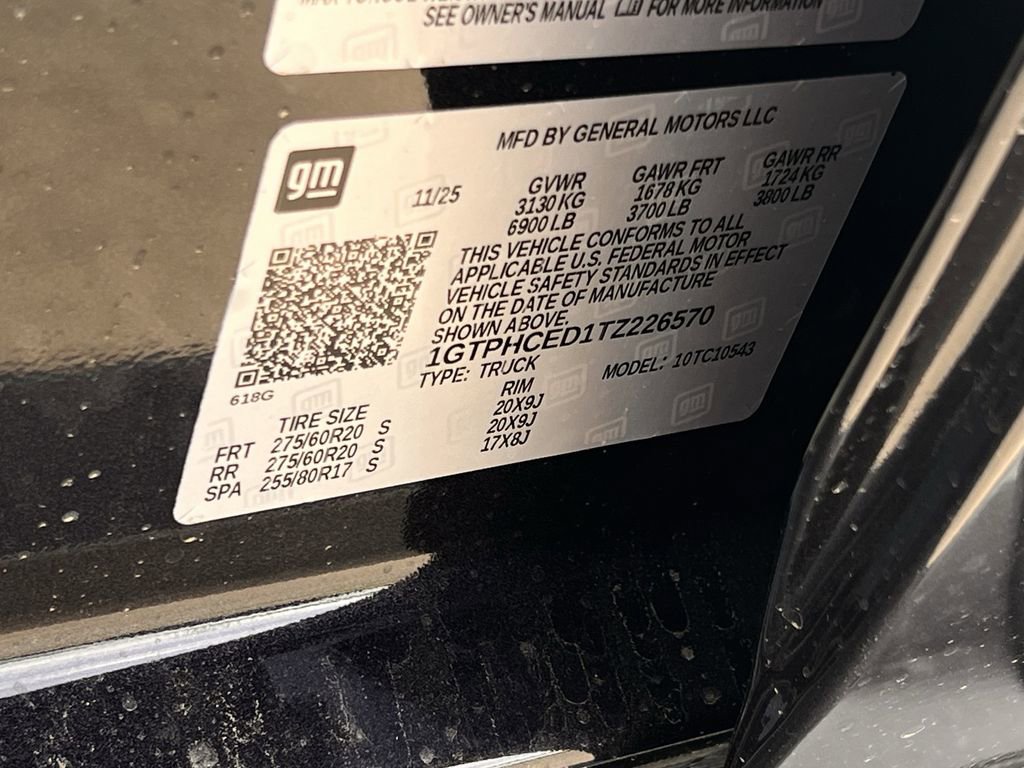 SEE OWNER'S MANUAL FOR MORE INFORMATION
MFD BY GENERAL MOTORS LLC
gm
11/25
GVWR
3130 KG
6900 LB
GAWR FRT
1678 KG
3700 LB
GAWR RR
1724 KG
3800 LB
THIS VEHICLE CONFORMS TO ALL
APPLICABLE U.S. FEDERAL MOTOR
VEHICLE SAFETY STANDARDS IN EFFECT
ON THE DATE OF MANUFACTURE
SHOWN ABOVE.
1GTPHCED1TZ226570
TYPE: TRUCK
MODEL: 10TC10543
618G
TIRE SIZE RIM
FRT 275/60R20 S 20X9J
RR 275/60R20 S 20X9J
SPA 255/80R17 S 17X8J